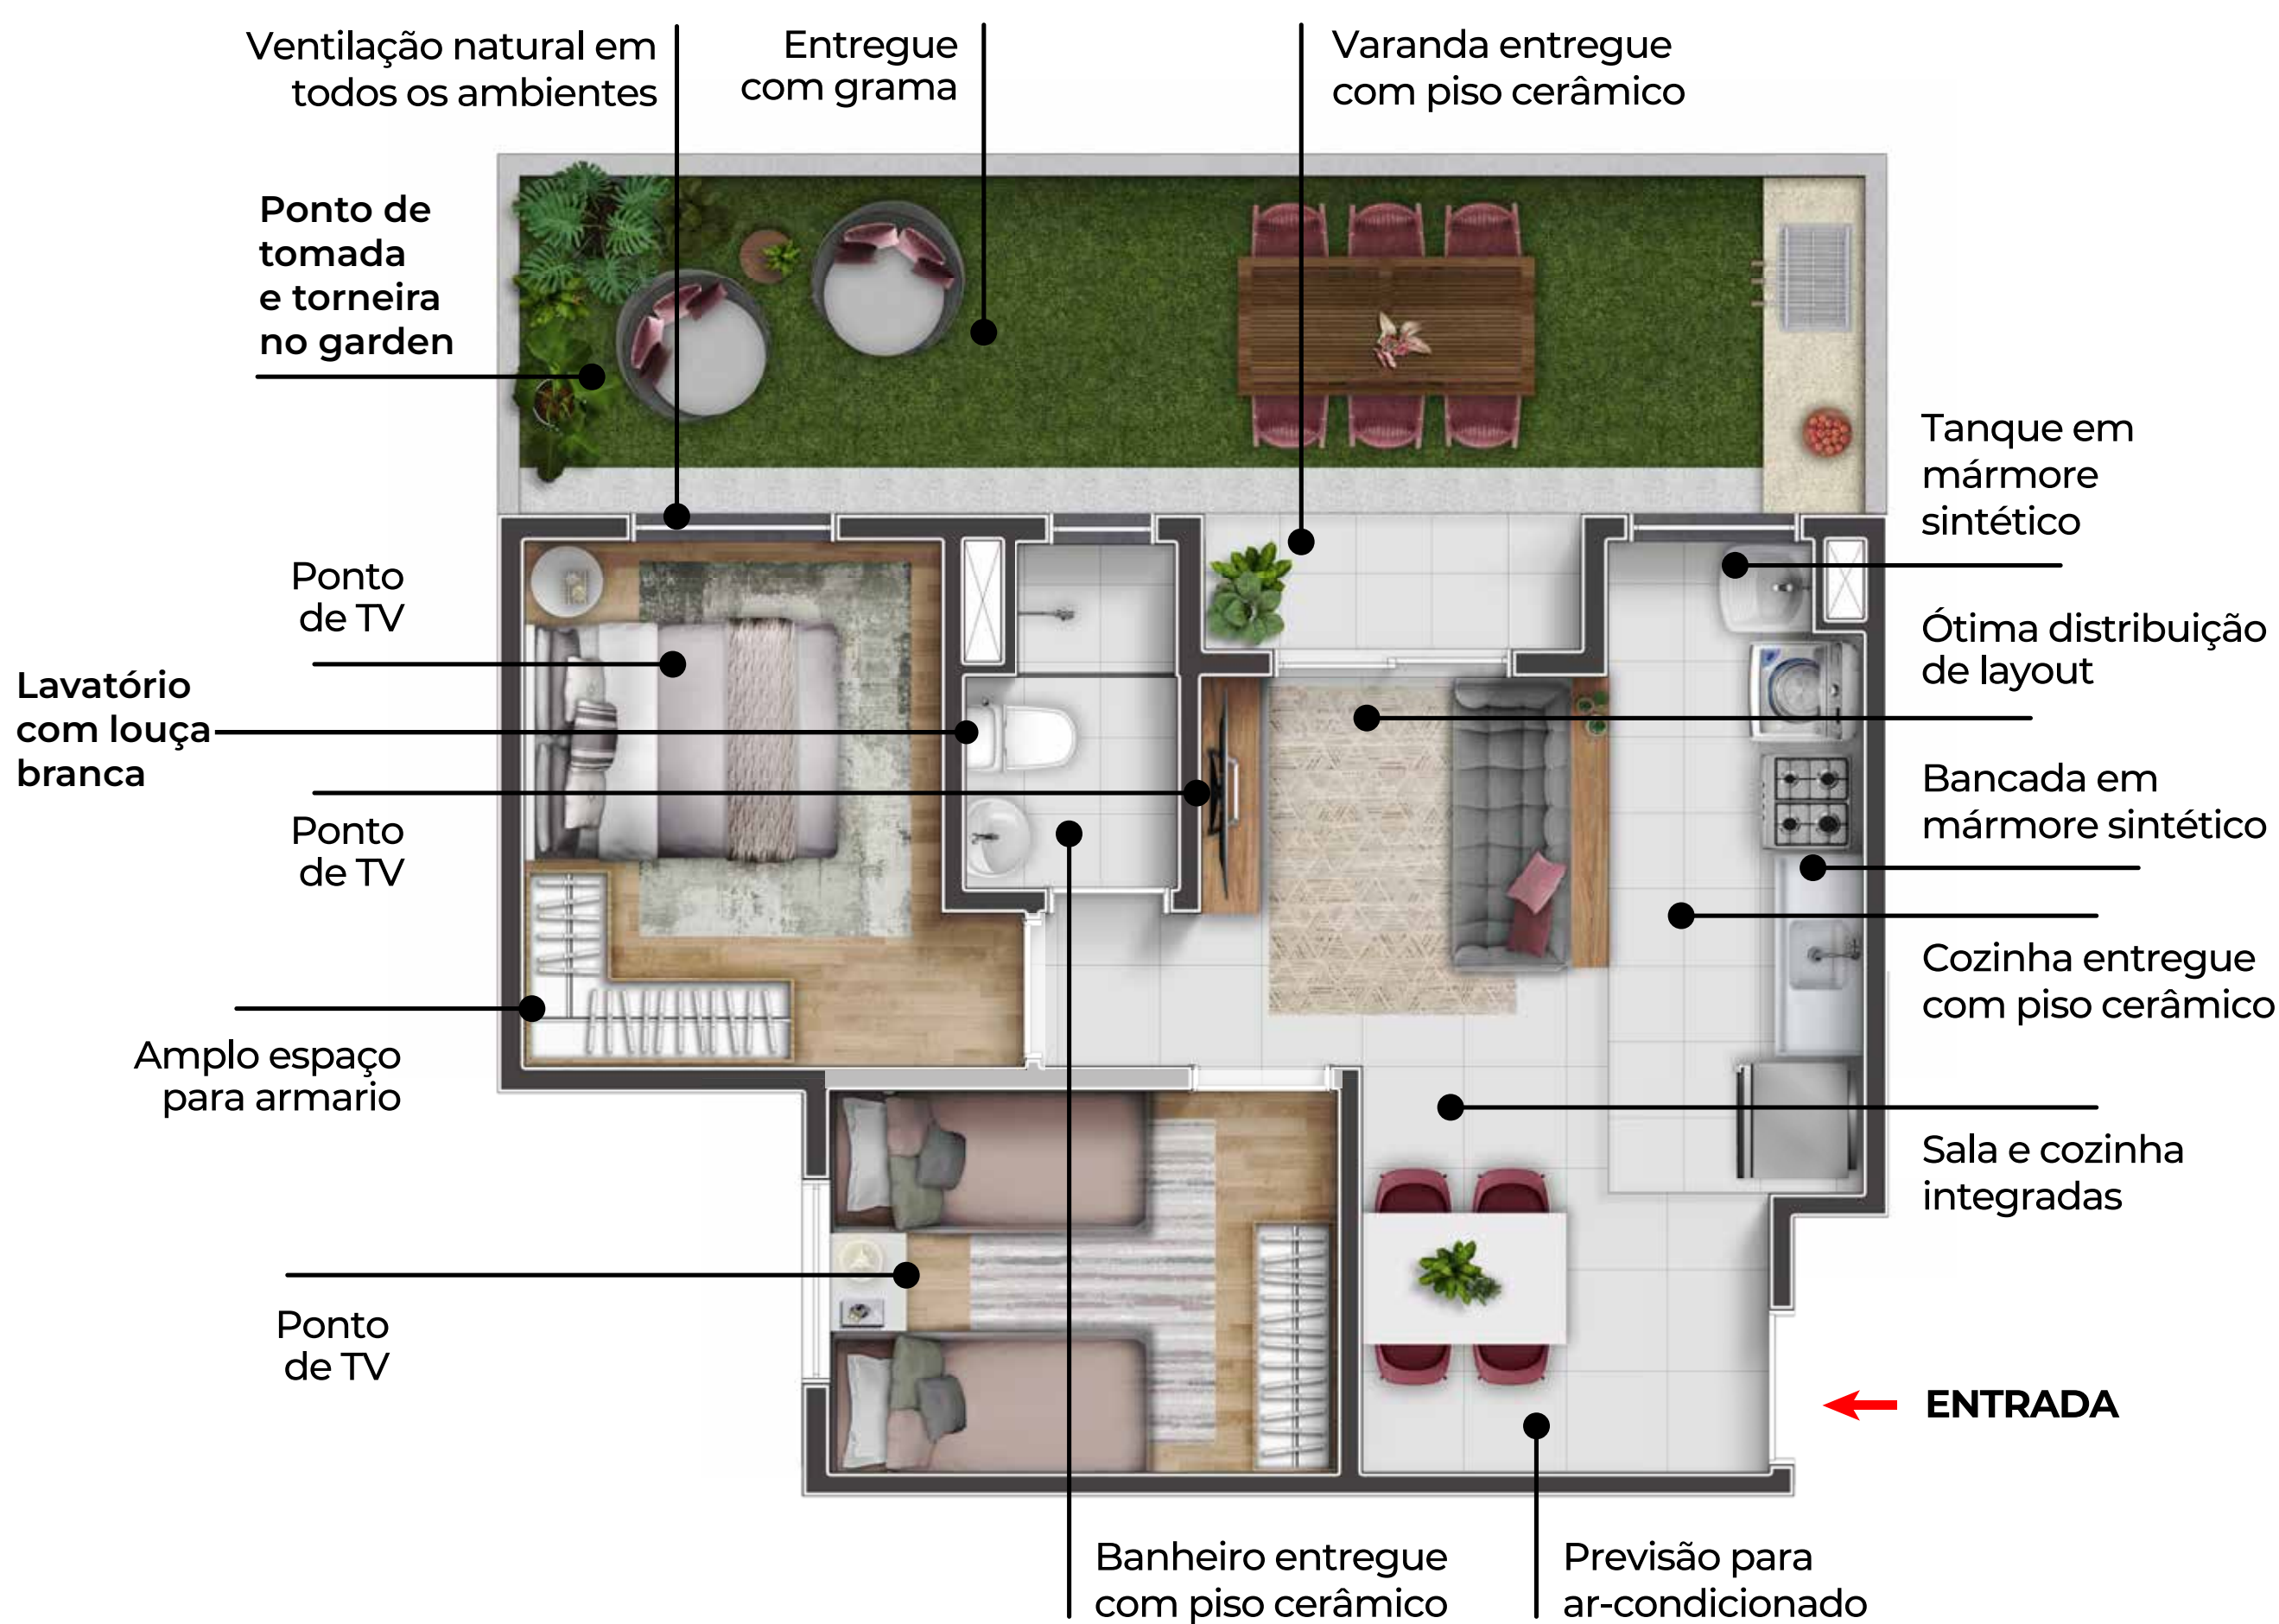 Ventilação natural em
todos os ambientes
Entregue
com grama
Varanda entregue
com piso cerâmico
Ponto de
tomada
e torneira
no garden
Tanque em
mármore
sintético
Ponto
de TV
Ótima distribuição
de layout
Lavatório
com louça
branca
Bancada em
mármore sintético
Ponto
de TV
Cozinha entregue
com piso cerâmico
Amplo espaço
para armario
Sala e cozinha
integradas
Ponto
de TV
ENTRADA
Banheiro entregue
com piso cerâmico
Previsão para
ar-condicionado